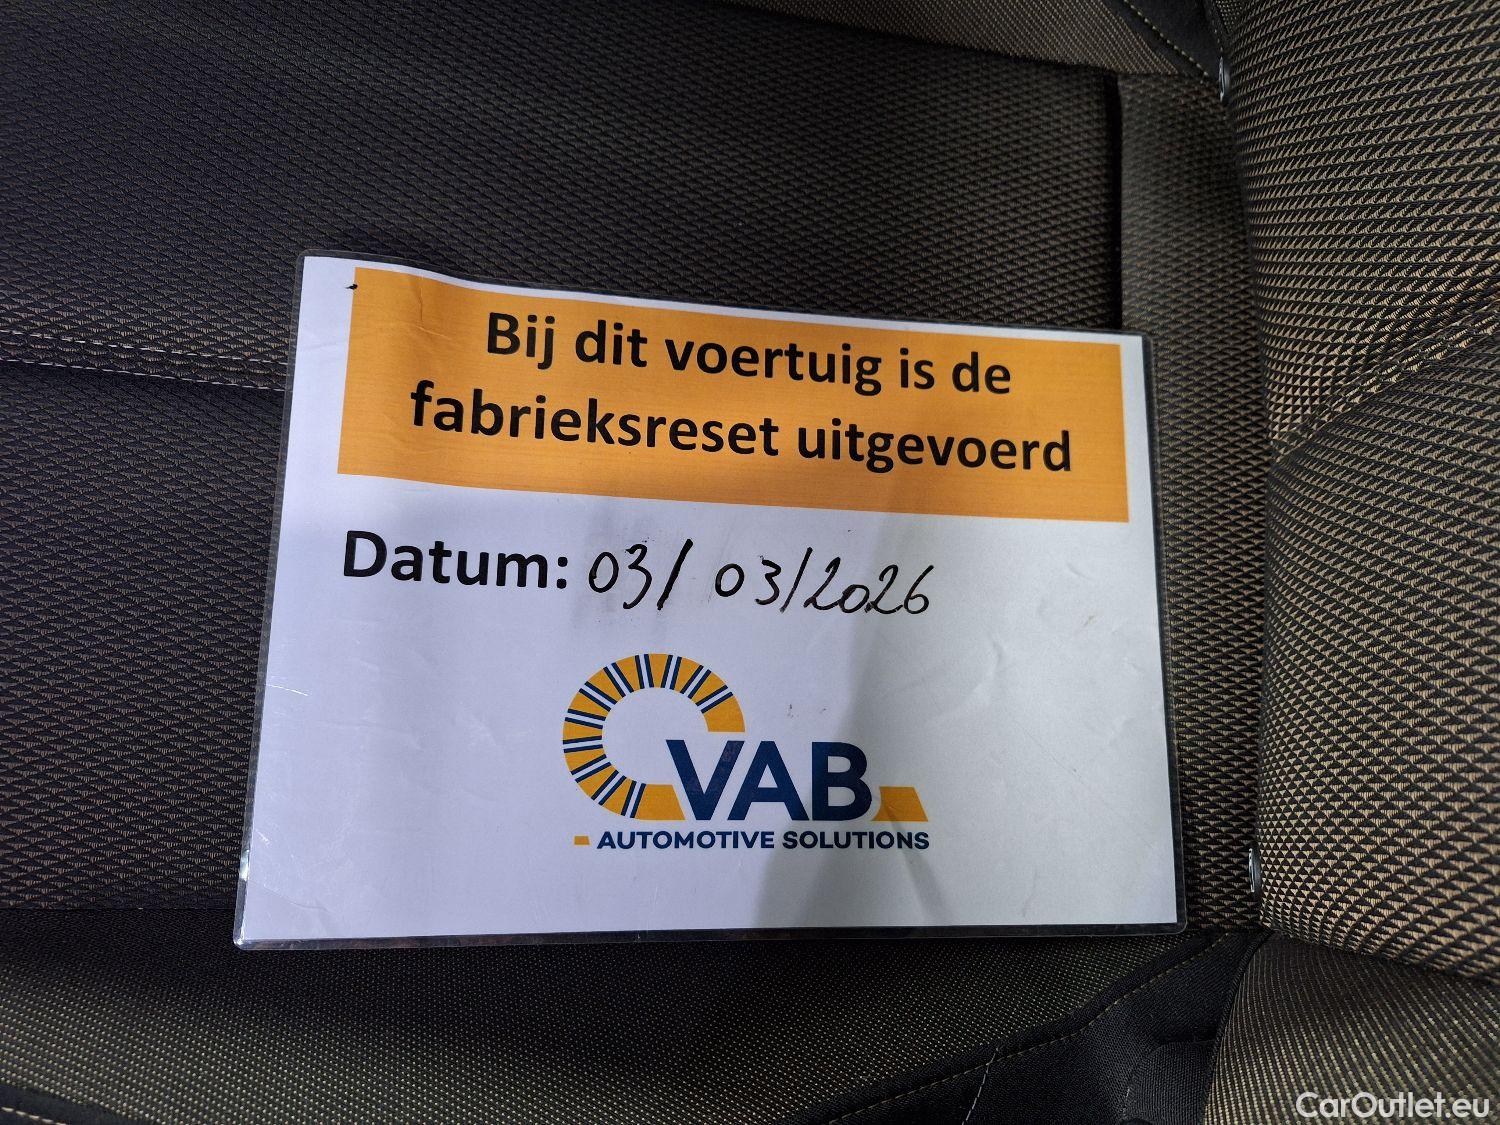 Bij dit voertuig is de
fabrieksreset uitgevoerd
Datum: 03/ 03/2026
VAB
AUTOMOTIVE SOLUTIONS
CarOutlet.eu